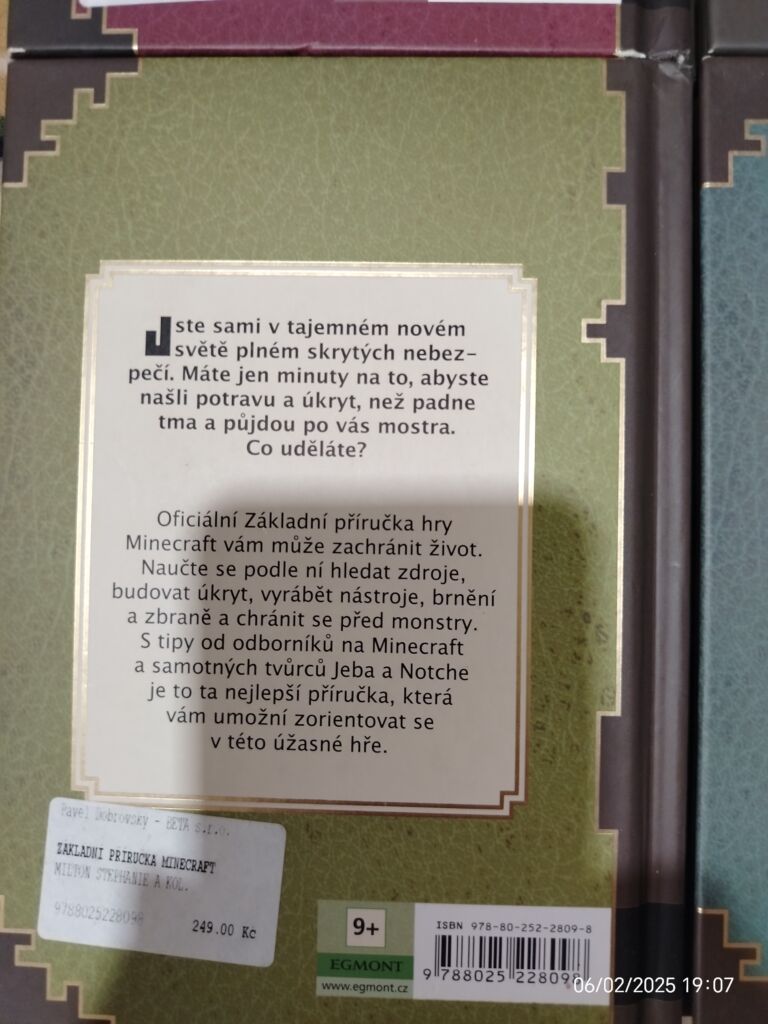 Jste sami v tajemném novém
světě plném skrytých nebez-
pečí. Máte jen minuty na to, abyste
našli potravu a úkryt, než padne
tma a půjdou po vás mostra.
Co uděláte?
Oficiální Základní příručka hry
Minecraft vám může zachránit život.
Naučte se podle ní hledat zdroje,
budovat úkryt, vyrábět nástroje, brnění
a zbraně a chránit se před monstry.
S tipy od odborníků na Minecraft
a samotných tvůrců Jeba a Notche
je to ta nejlepší příručka, která
vám umožní zorientovat se
v této úžasné hře.
Pavel Dobrovsky - BETA s.r.o.
ZAKLADNI PRIRUCKA MINECRAFT
MILTON STEPHANIE A KOL.
9788025228098
249.00 Kc
9+
EGMONT
www.egmont.cz
ISBN 978-80-252-2809-8
9 788025 228098
06/02/2025 19:07